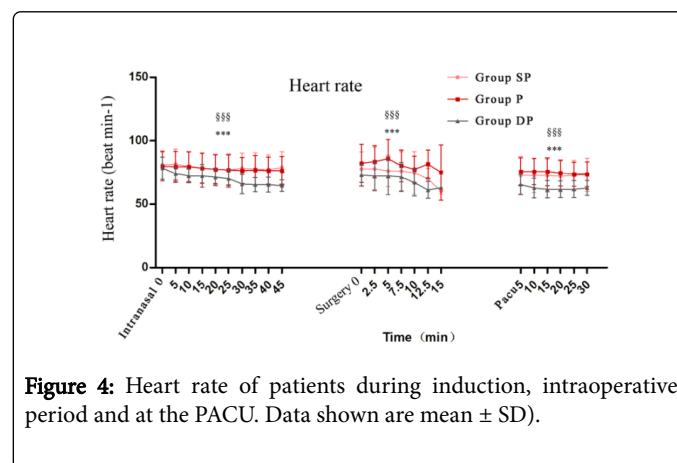 Heart rate
Group SP
Group P
Group DP
Heart rate (beat min-1)
150
100
50
0
§§§
***
§§§
***
§§§
***
Intranasal 0 5 10 15 20 25 30 35 40 45
Surgery 0 2.5 5 7.5 10 12.5 15
Pacu5 10 15 20 25 30
Time (min)
Figure 4: Heart rate of patients during induction, intraoperative
period and at the PACU. Data shown are mean ± SD).